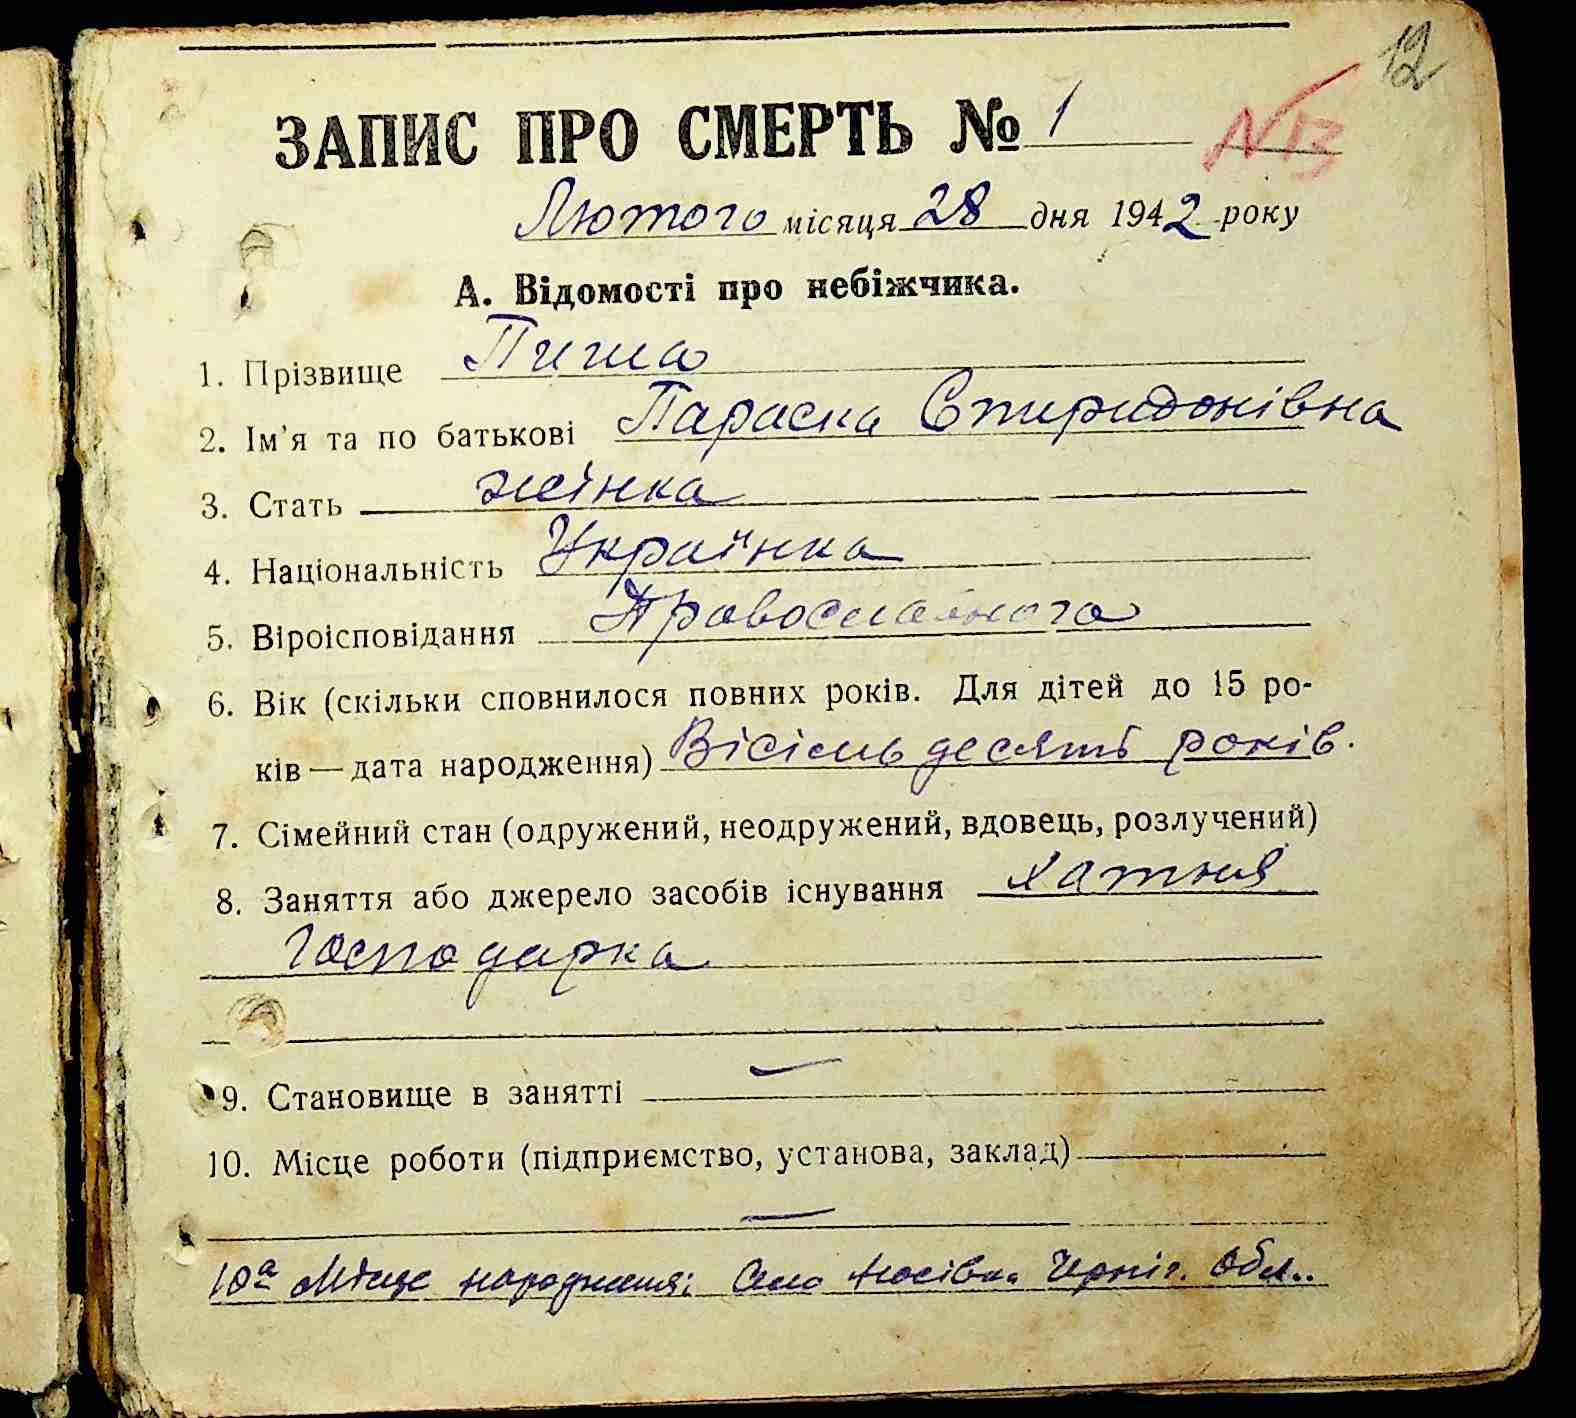 12
ЗАПИС ПРО СМЕРТЬ № 1 N 13
Лютого місяця 28 дня 1942 року
А. Відомості про небіжчика.
1. Прізвище
2. Ім'я та по батькові Параска Спиридонівна
3. Стать жінка
4. Національність Українка
5. Віроісповідання Православного
6. Вік (скільки сповнилося повних років. Для дітей до 15 ро-
ків — дата народження) Вісімьдесять років.
7. Сімейний стан (одружений, неодружений, вдовець, розлучений)
8. Заняття або джерело засобів існування хатня
господарка
9. Становище в занятті —
10. Місце роботи (підприємство, установа, заклад)
—
10а Місце народження: Село Носівка Черніг. Обл..